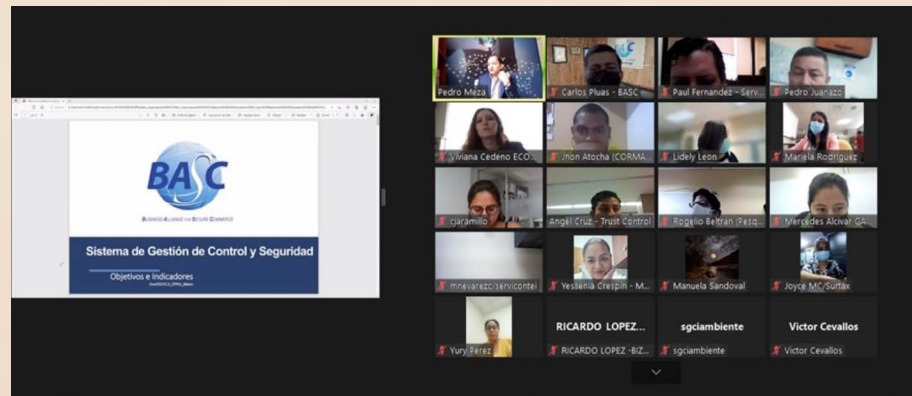 BASC
BUSINESS ALLIANCE FOR SECURE COMMERCE
Sistema de Gestión de Control y Seguridad
Objetivos e Indicadores
Pedro Meza
Carlos Pluas - BASC
Paul Fernandez - Serv...
Pedro Juanazo
Viviana Cedeno ECO...
Jhon Atocha (CORMA...
Lidely Leon
Mariela Rodriguez
cjaramillo
Angel Cruz - Trust Control
Rogelio Beltran (Pesq...
Mercedes Alcivar GA...
mnevarezc/servicontei
Yessenia Crespin - M...
Manuela Sandoval
Joyce MC/Surtax
Yury Perez
RICARDO LOPEZ...
RICARDO LOPEZ -BIZ...
sgciambiente
sgciambiente
Victor Cevallos
Victor Cevallos